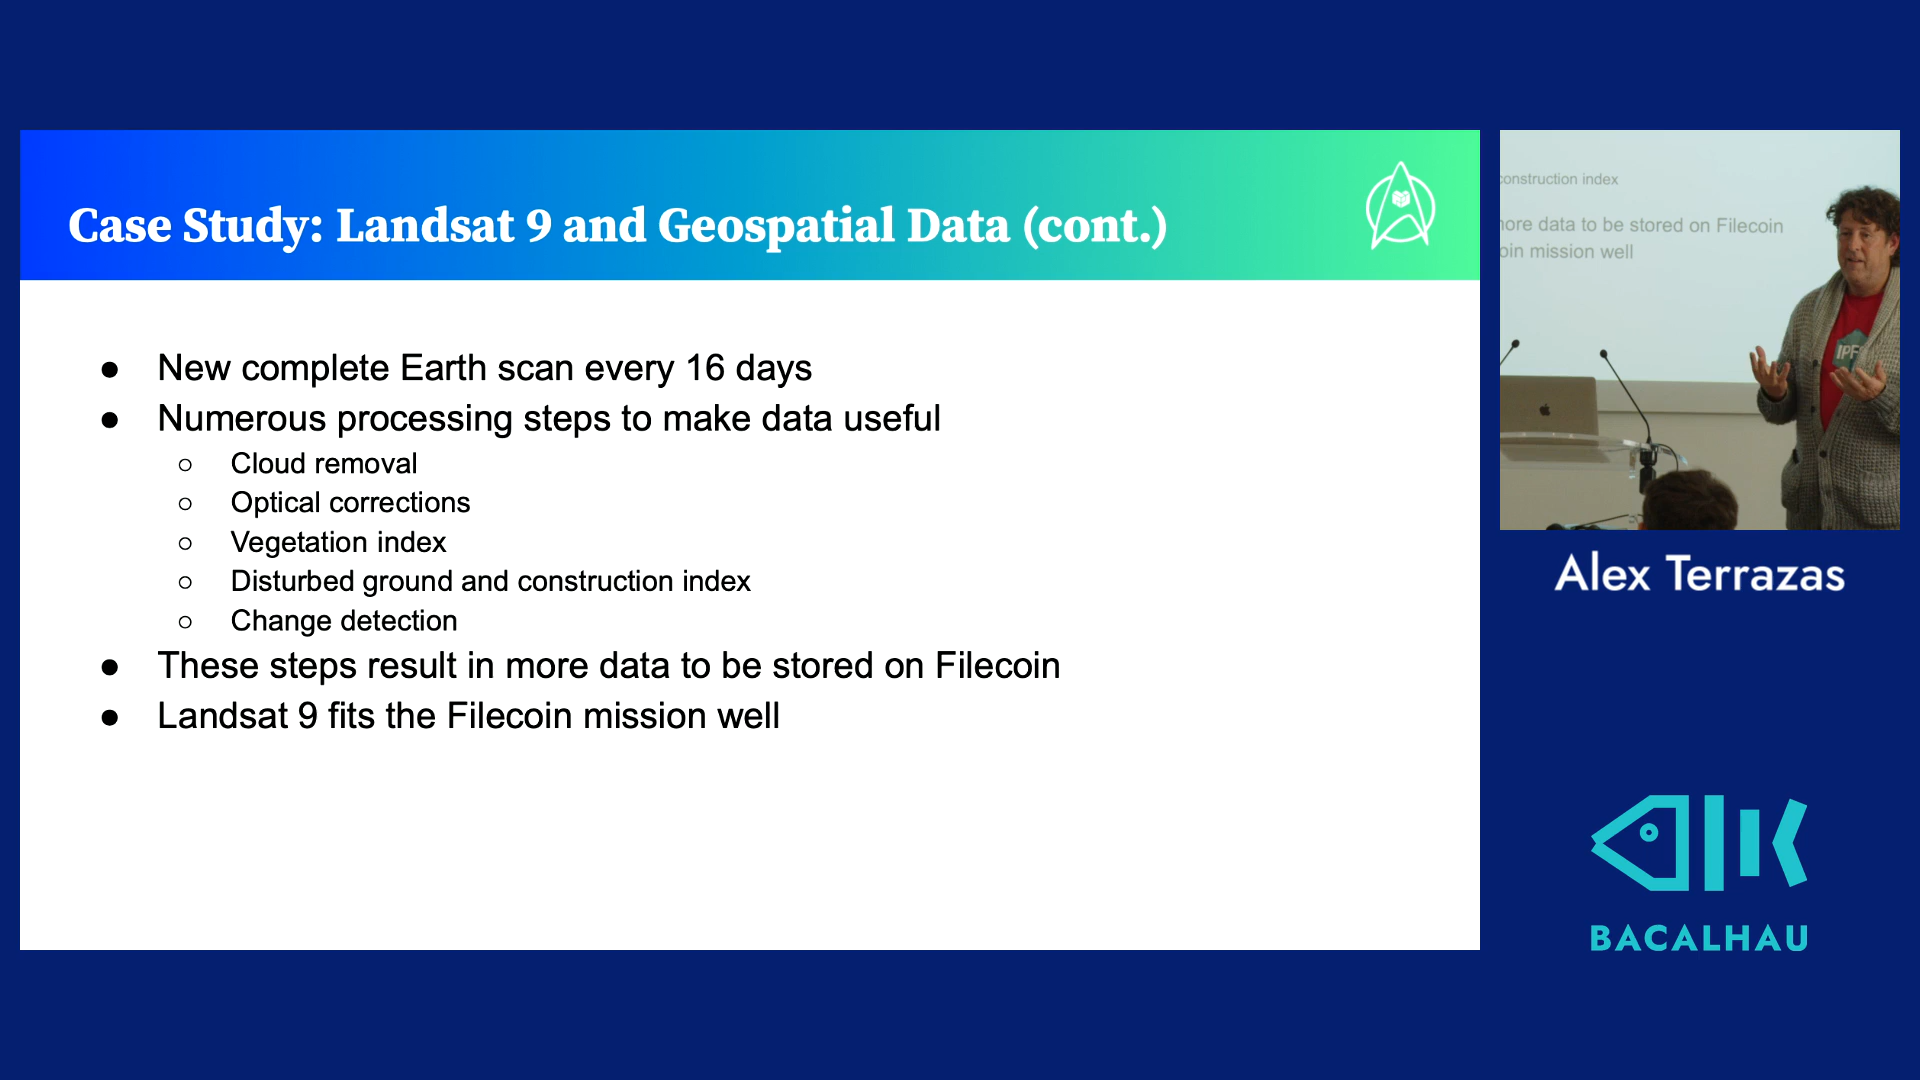 Case Study: Landsat 9 and Geospatial Data (cont.)
● New complete Earth scan every 16 days
● Numerous processing steps to make data useful
○ Cloud removal
○ Optical corrections
○ Vegetation index
○ Disturbed ground and construction index
○ Change detection
● These steps result in more data to be stored on Filecoin
● Landsat 9 fits the Filecoin mission well
construction index
more data to be stored on Filecoin
mission well
IPF
Alex Terrazas
BACALHAU